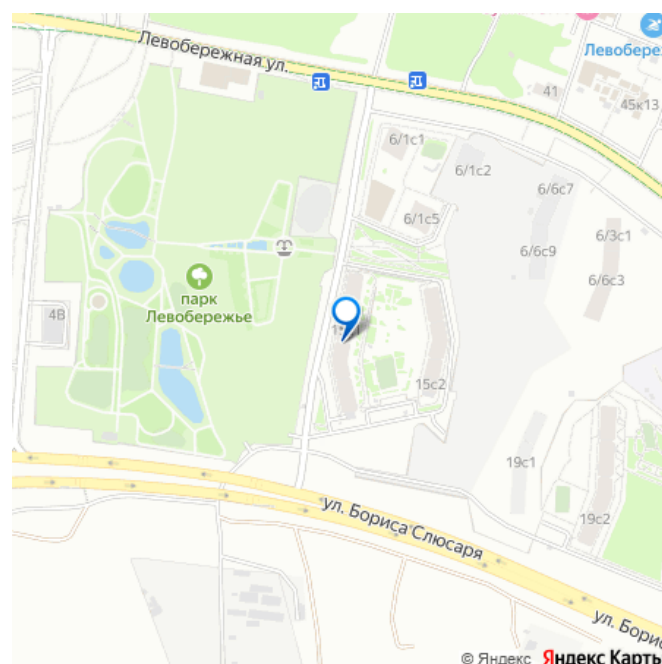 Левобережная ул.
Левобереж
41
45к13
6/1с1
6/1с2
6/6с7
6/1с5
6/3с1
6/6с9
6/6с3
парк
Левобережье
4В
15с2
19с1
19с2
ул. Бориса Слюсаря
ул. Борис
© Яндекс Яндекс Карты